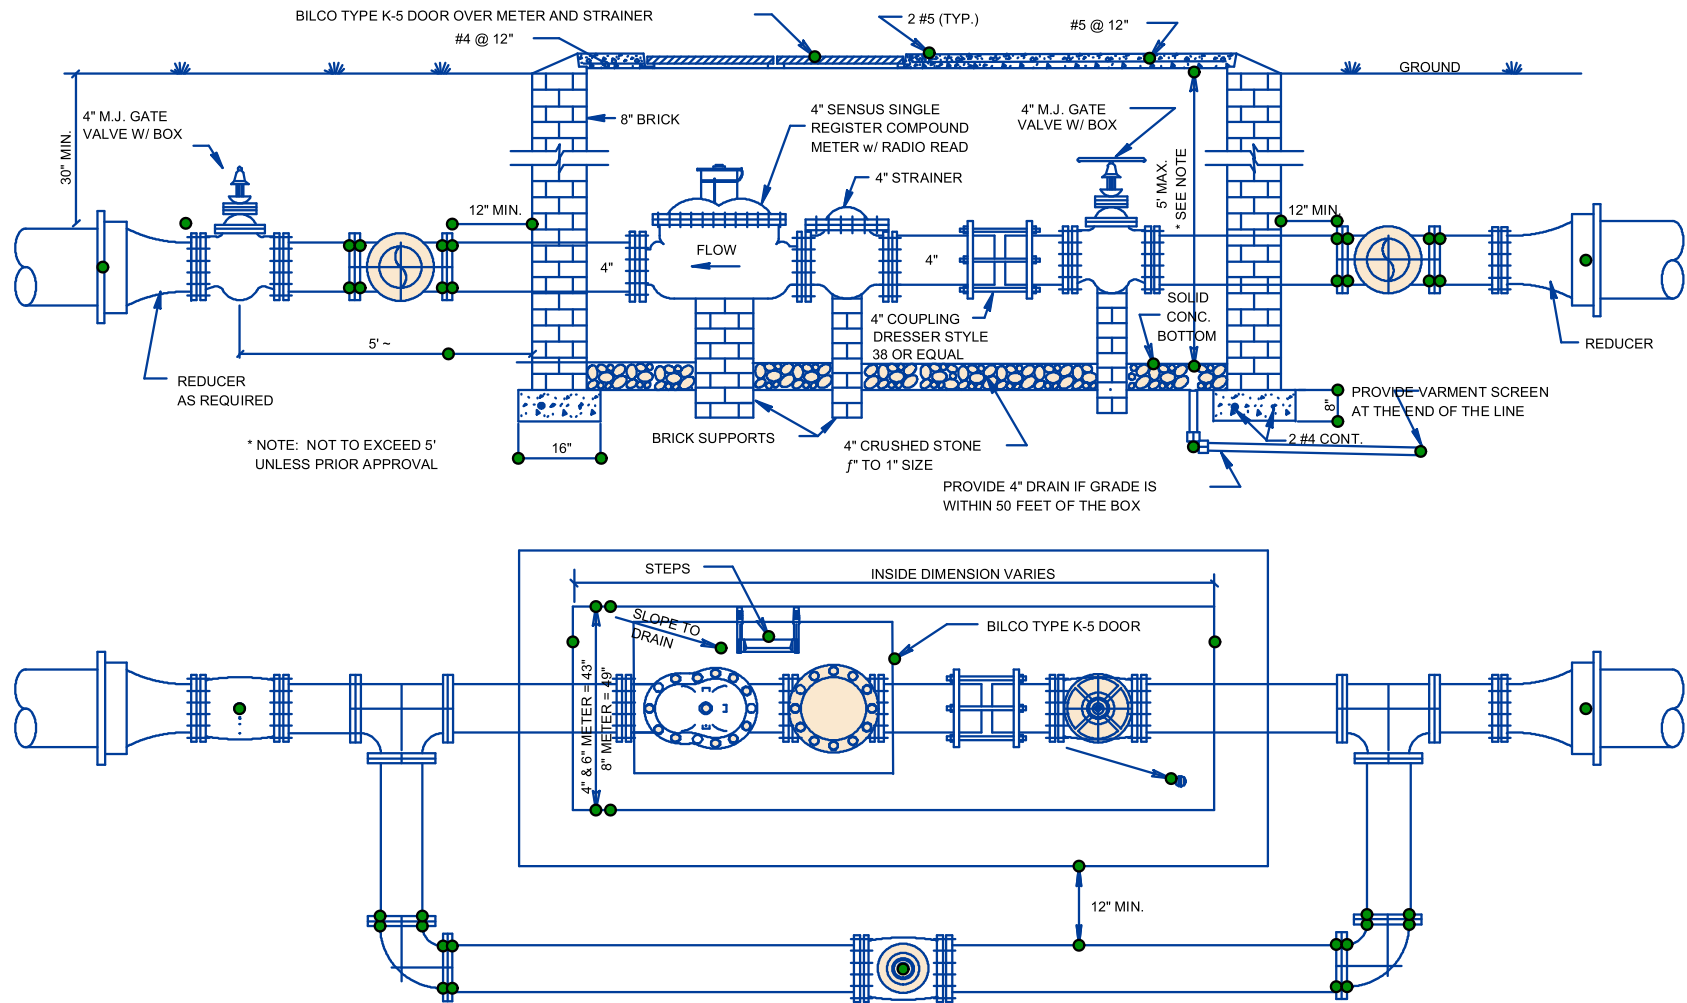 BILCO TYPE K-5 DOOR OVER METER AND STRAINER
2 #5 (TYP.)
#5 @ 12"
#4 @ 12"
GROUND
4" M.J. GATE
VALVE W/ BOX
30" MIN.
8" BRICK
4" SENSUS SINGLE
REGISTER COMPOUND
METER w/ RADIO READ
4" M.J. GATE
VALVE W/ BOX
4" STRAINER
5' MAX.
* SEE NOTE
12" MIN.
12" MIN.
4"
FLOW
4"
SOLID
CONC.
BOTTOM
4" COUPLING
DRESSER STYLE
38 OR EQUAL
5' ~
REDUCER
REDUCER
AS REQUIRED
PROVIDE VARMENT SCREEN
AT THE END OF THE LINE
8"
* NOTE:  NOT TO EXCEED 5'
UNLESS PRIOR APPROVAL
16"
BRICK SUPPORTS
4" CRUSHED STONE
ƒ" TO 1" SIZE
2 #4 CONT.
PROVIDE 4" DRAIN IF GRADE IS
WITHIN 50 FEET OF THE BOX
STEPS
INSIDE DIMENSION VARIES
SLOPE TO
DRAIN
BILCO TYPE K-5 DOOR
4" & 6" METER = 43"
8" METER = 49"
12" MIN.